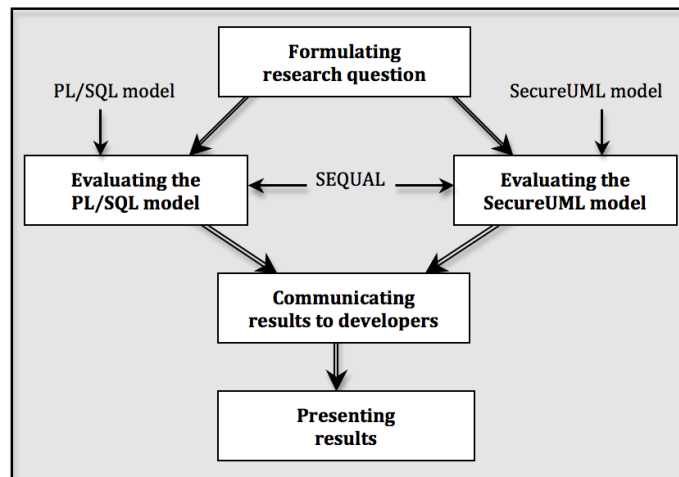 Formulating
research question
PL/SQL model
SecureUML model
Evaluating the
PL/SQL model
SEQUAL
Evaluating the
SecureUML model
Communicating
results to developers
Presenting
results